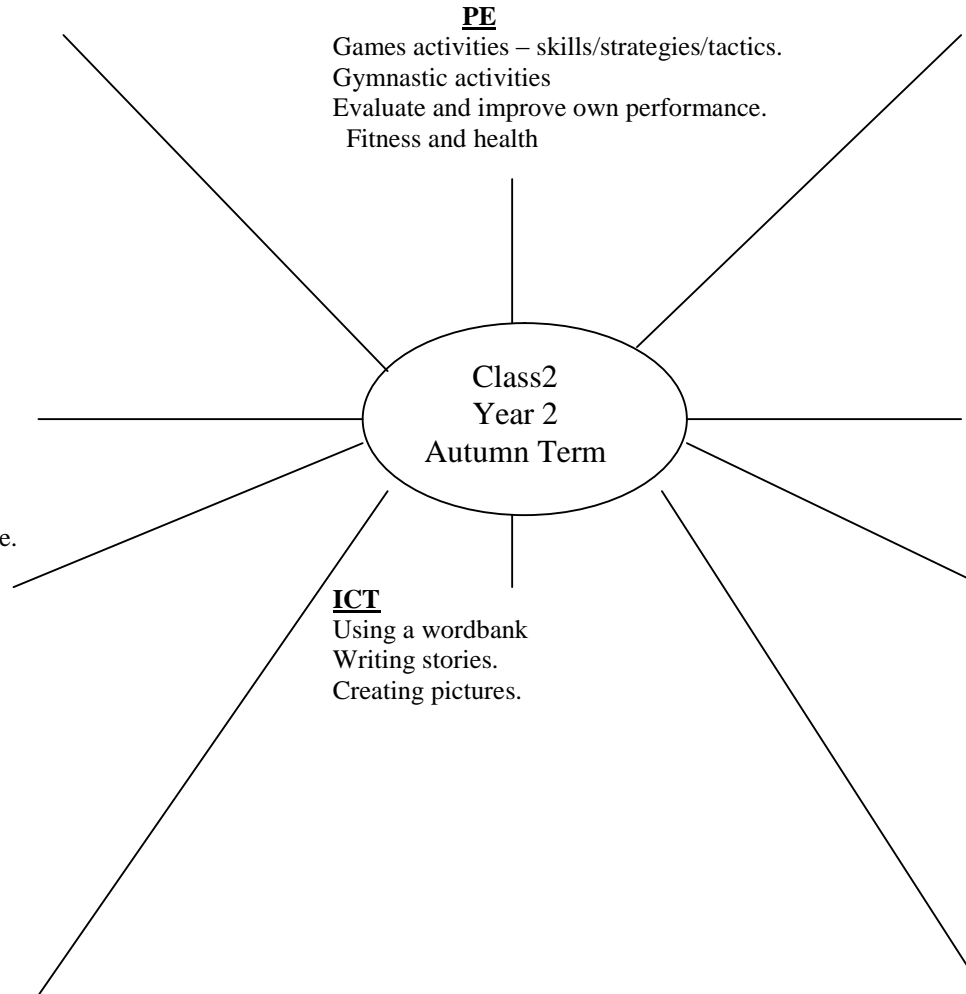 PE
Games activities – skills/strategies/tactics.
Gymnastic activities
Evaluate and improve own performance.
Fitness and health
Class2
Year 2
Autumn Term
e.
ICT
Using a wordbank
Writing stories.
Creating pictures.